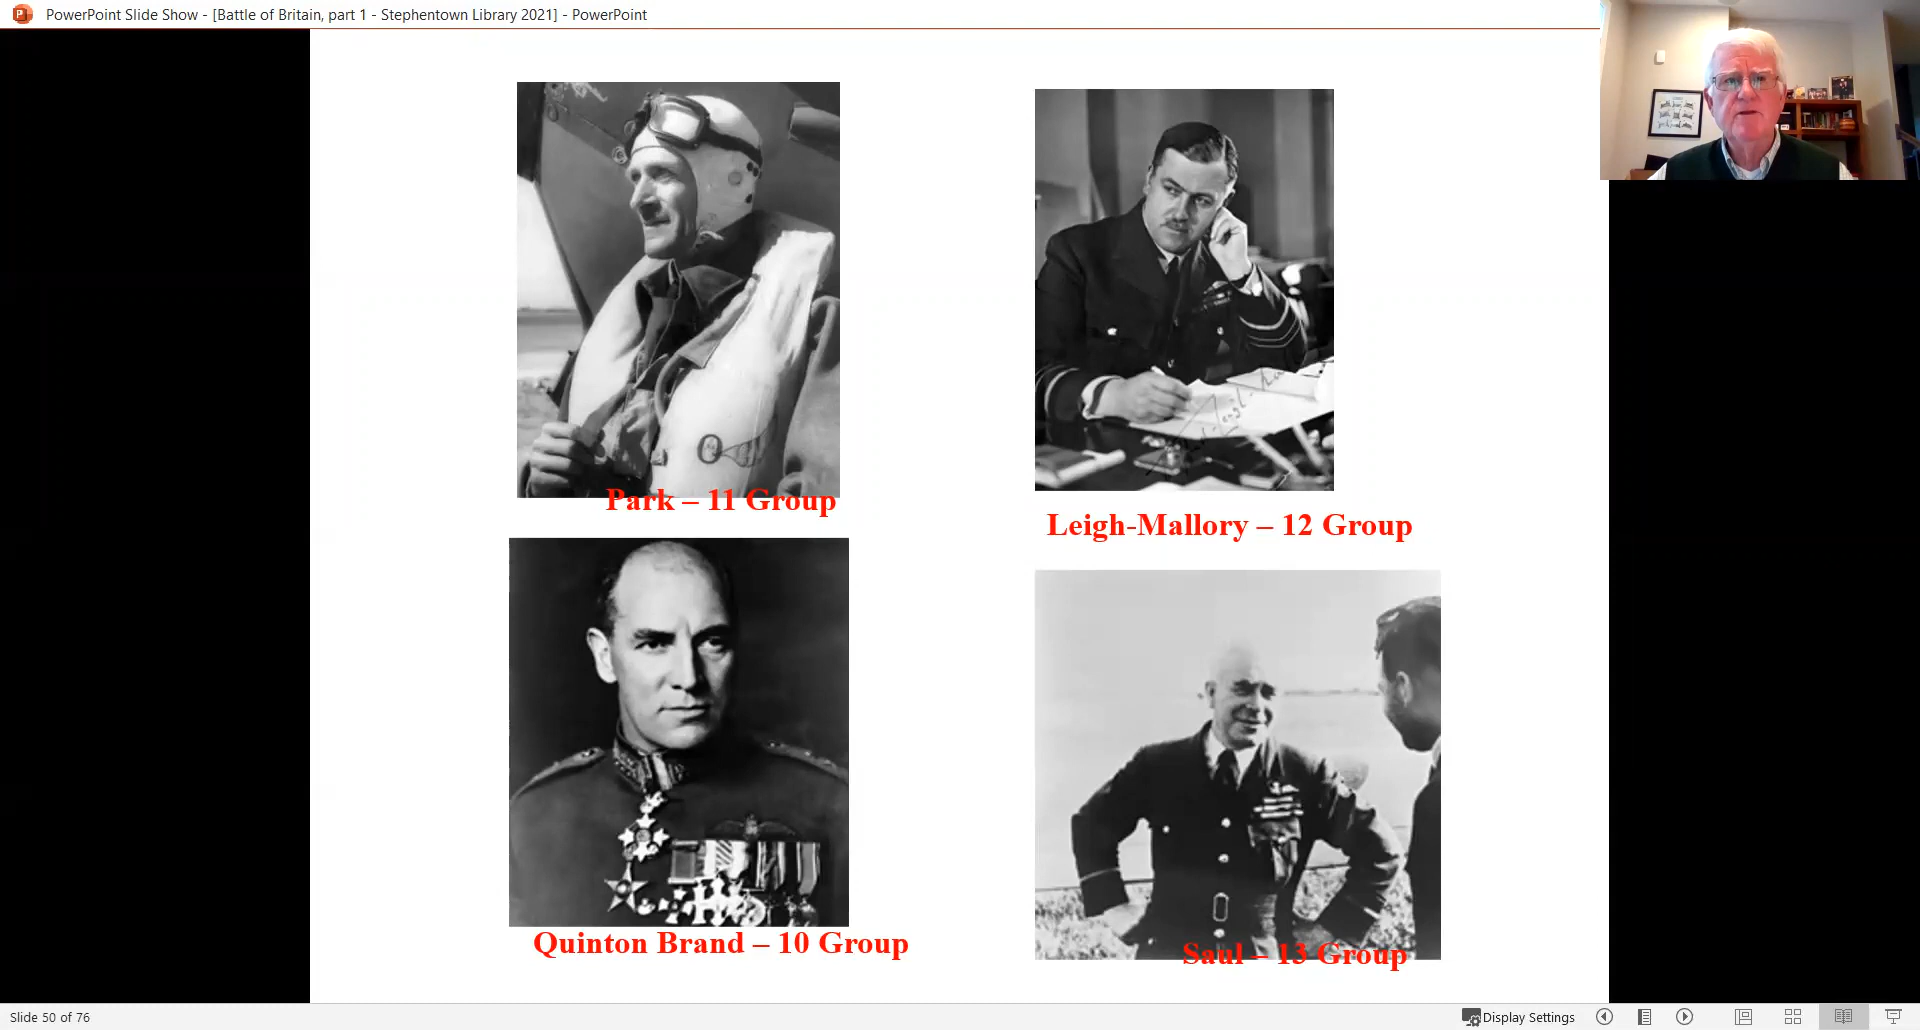 PowerPoint Slide Show - [Battle of Britain, part 1 - Stephentown Library 2021] - PowerPoint
Park – 11 Group
Leigh-Mallory – 12 Group
Quinton Brand – 10 Group
Saul – 13 Group
Slide 50 of 76
Display Settings